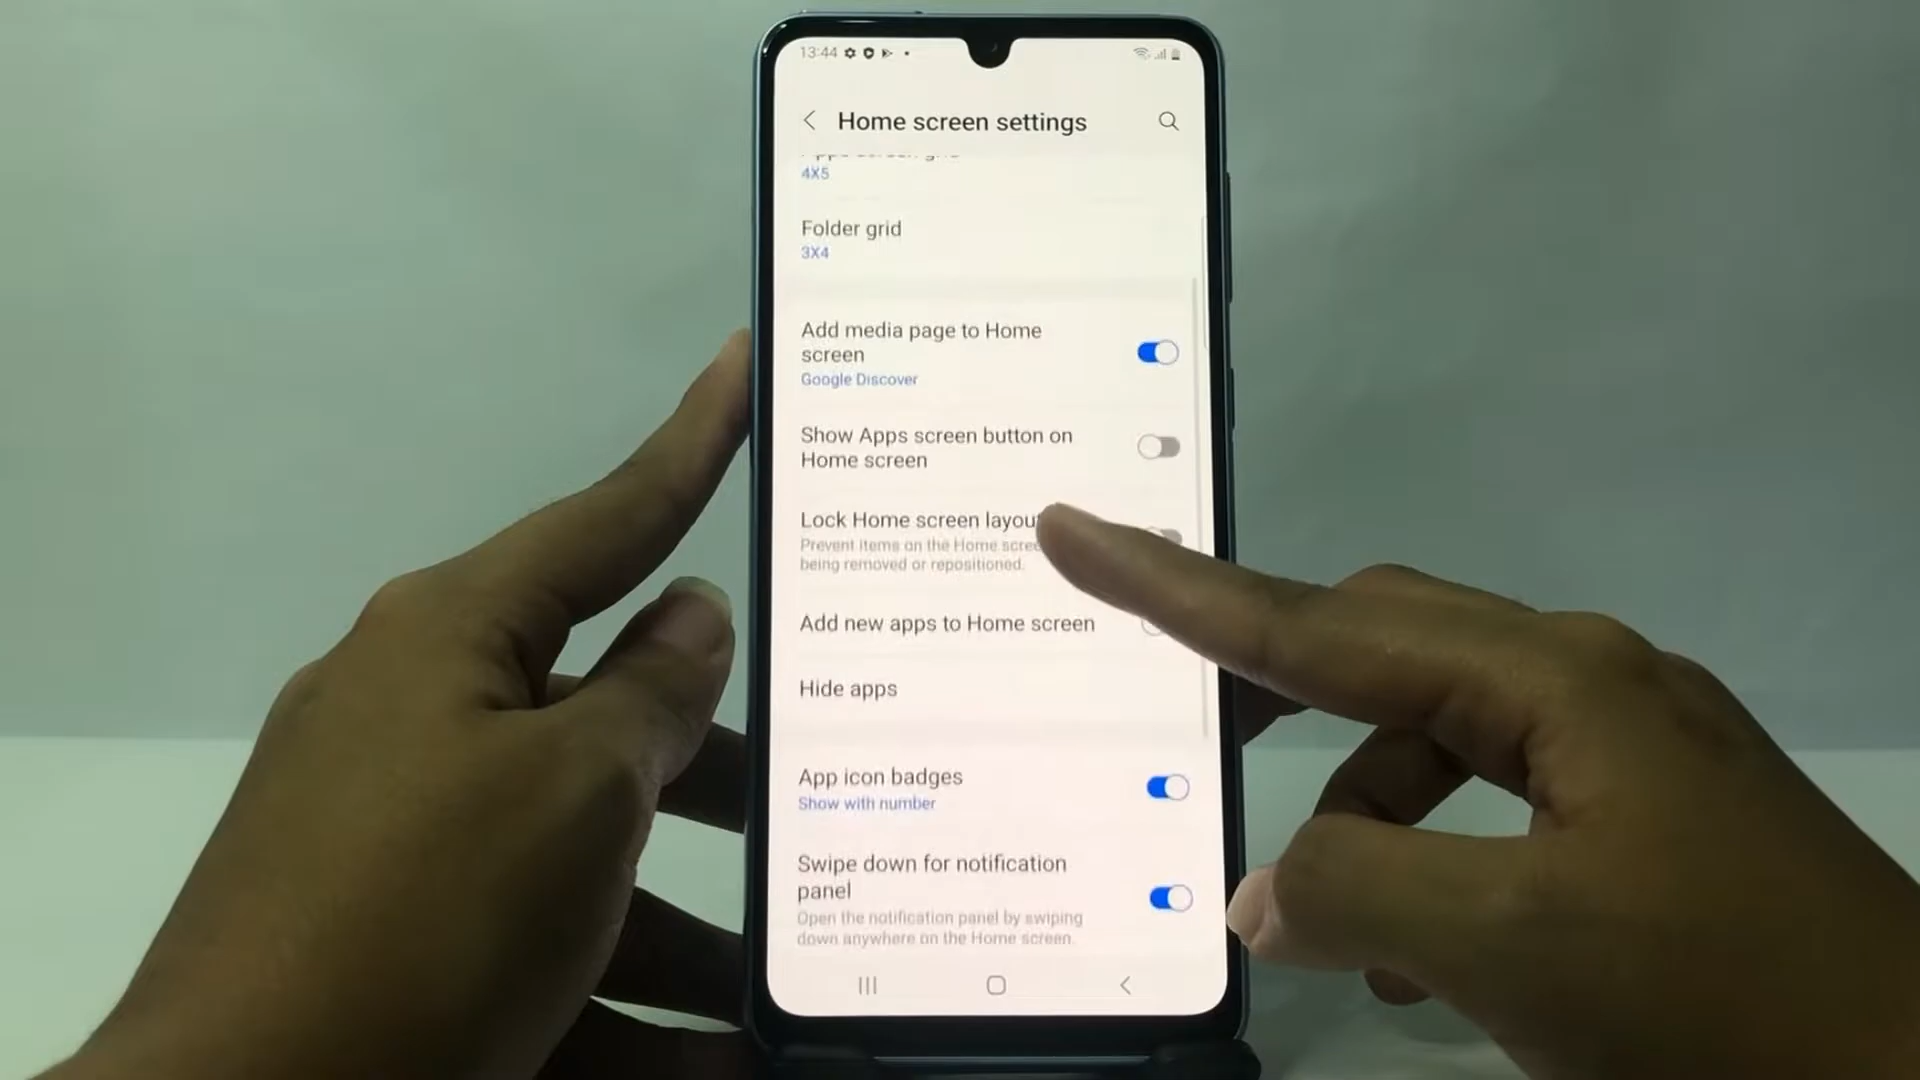 13:44
Home screen settings
4X5
Folder grid
3X4
Add media page to Home
screen
Google Discover
Show Apps screen button on
Home screen
Lock Home screen layout
Prevent items on the Home
being removed or repositioned.
Add new apps to Home screen
Hide apps
App icon badges
Show with number
Swipe down for notification
panel
Open the notification panel by swiping
down anywhere on the Home screen.